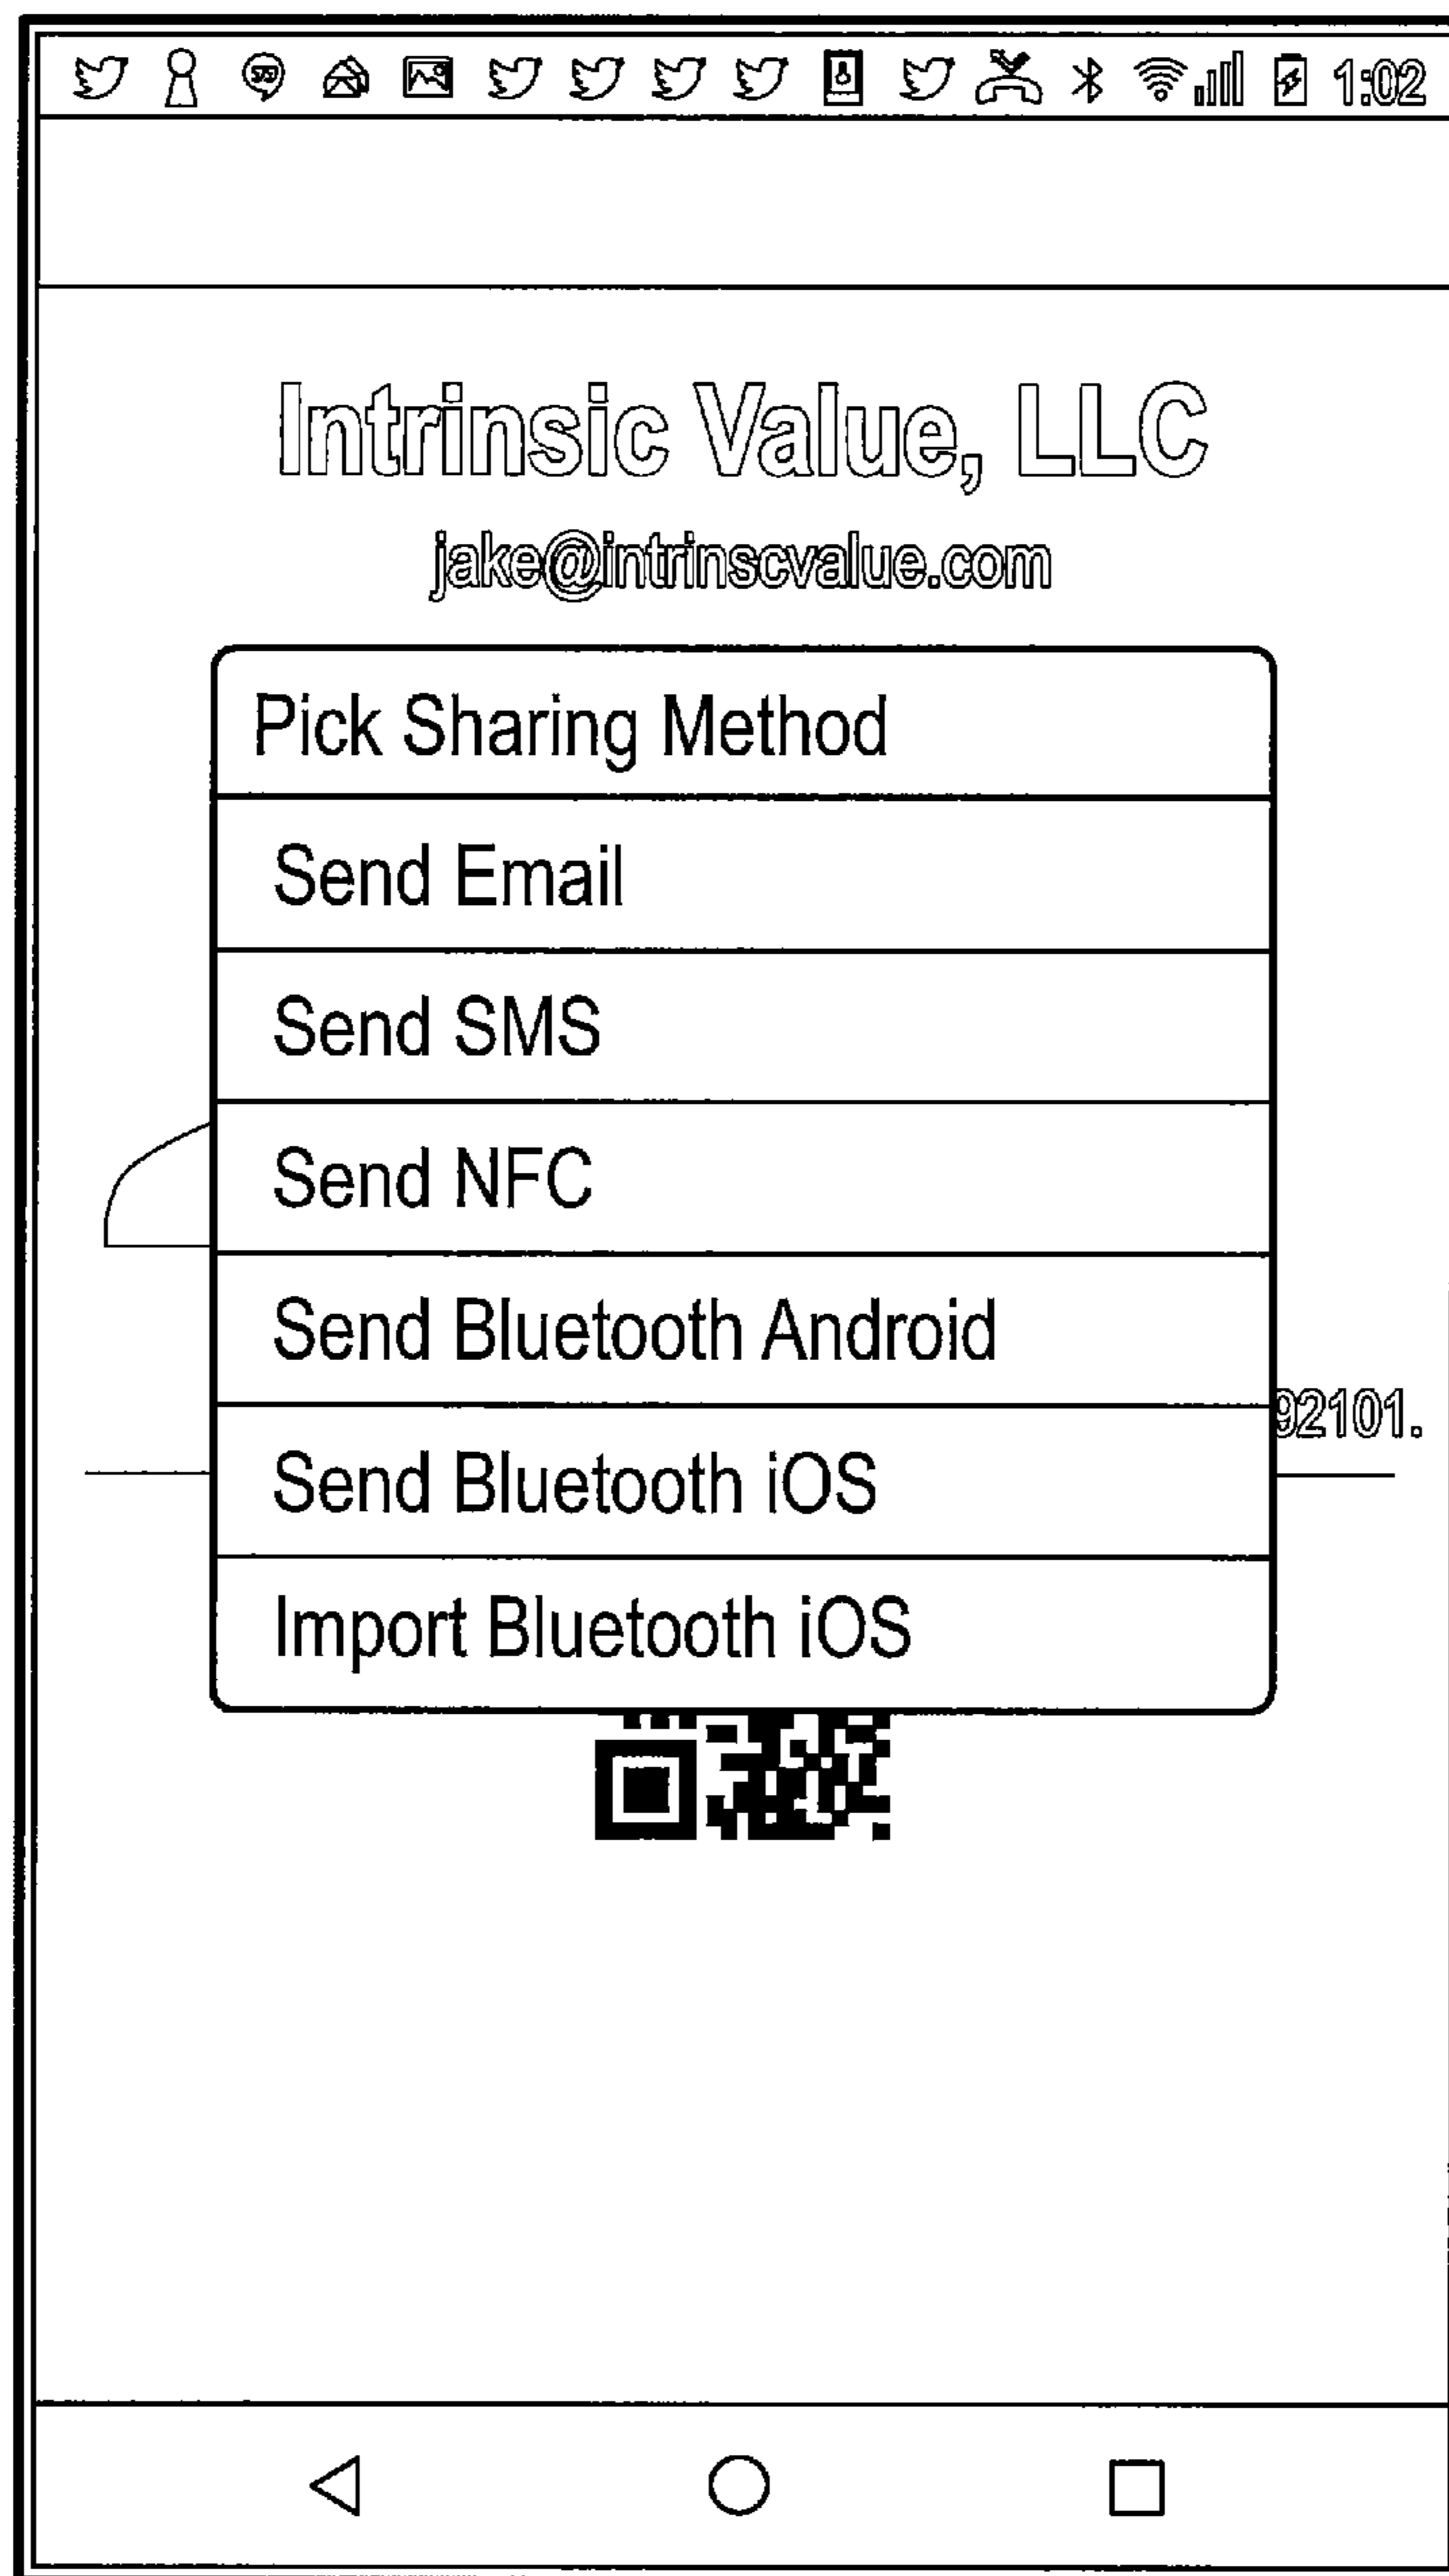 1:02
Intrinsic Value, LLC
jake@intrinscvalue.com
Pick Sharing Method
Send Email
Send SMS
Send NFC
Send Bluetooth Android
92101.
Send Bluetooth iOS
Import Bluetooth iOS